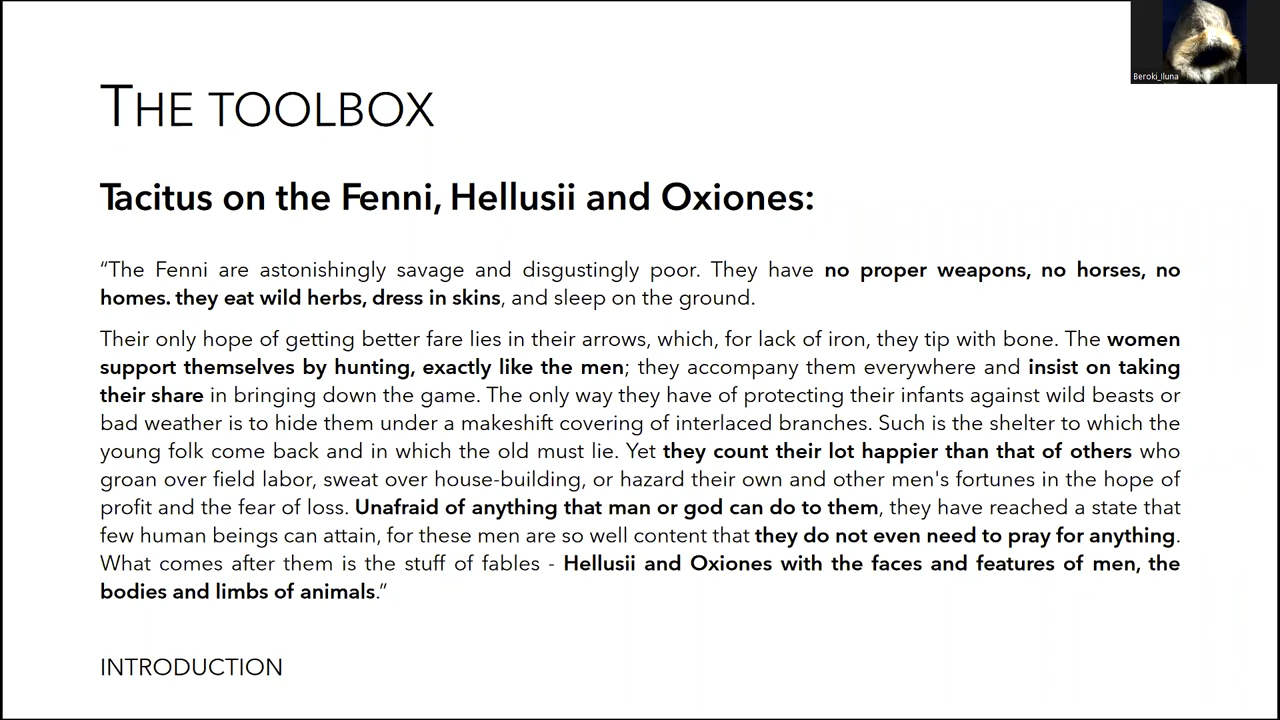 Beroki_Iluna
THE TOOLBOX
Tacitus on the Fenni, Hellusii and Oxiones:
“The Fenni are astonishingly savage and disgustingly poor. They have no proper weapons, no horses, no
homes. they eat wild herbs, dress in skins, and sleep on the ground.
Their only hope of getting better fare lies in their arrows, which, for lack of iron, they tip with bone. The women
support themselves by hunting, exactly like the men; they accompany them everywhere and insist on taking
their share in bringing down the game. The only way they have of protecting their infants against wild beasts or
bad weather is to hide them under a makeshift covering of interlaced branches. Such is the shelter to which the
young folk come back and in which the old must lie. Yet they count their lot happier than that of others who
groan over field labor, sweat over house-building, or hazard their own and other men's fortunes in the hope of
profit and the fear of loss. Unafraid of anything that man or god can do to them, they have reached a state that
few human beings can attain, for these men are so well content that they do not even need to pray for anything.
What comes after them is the stuff of fables - Hellusii and Oxiones with the faces and features of men, the
bodies and limbs of animals.”
INTRODUCTION